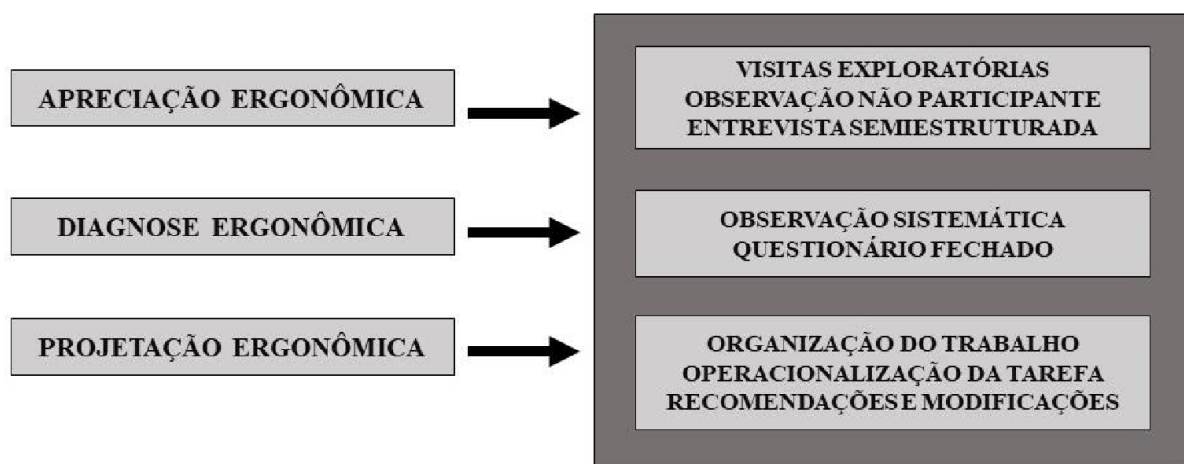 APRECIAÇÃO ERGONÔMICA
VISITAS EXPLORATÓRIAS
OBSERVAÇÃO NÃO PARTICIPANTE
ENTREVISTA SEMIESTRUTURADA
DIAGNOSE ERGONÔMICA
OBSERVAÇÃO SISTEMÁTICA
QUESTIONÁRIO FECHADO
PROJETAÇÃO ERGONÔMICA
ORGANIZAÇÃO DO TRABALHO
OPERACIONALIZAÇÃO DA TAREFA
RECOMENDAÇÕES E MODIFICAÇÕES